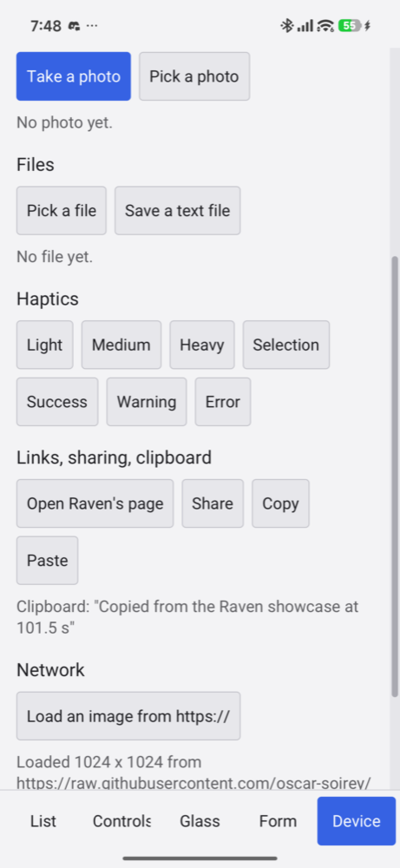 7:48 ···
55
Take a photo
Pick a photo
No photo yet.
Files
Pick a file
Save a text file
No file yet.
Haptics
Light
Medium
Heavy
Selection
Success
Warning
Error
Links, sharing, clipboard
Open Raven's page
Share
Copy
Paste
Clipboard: "Copied from the Raven showcase at
101.5 s"
Network
Load an image from https://
Loaded 1024 x 1024 from
https://raw.githubusercontent.com/oscar-soirey/
List
Controls
Glass
Form
Device